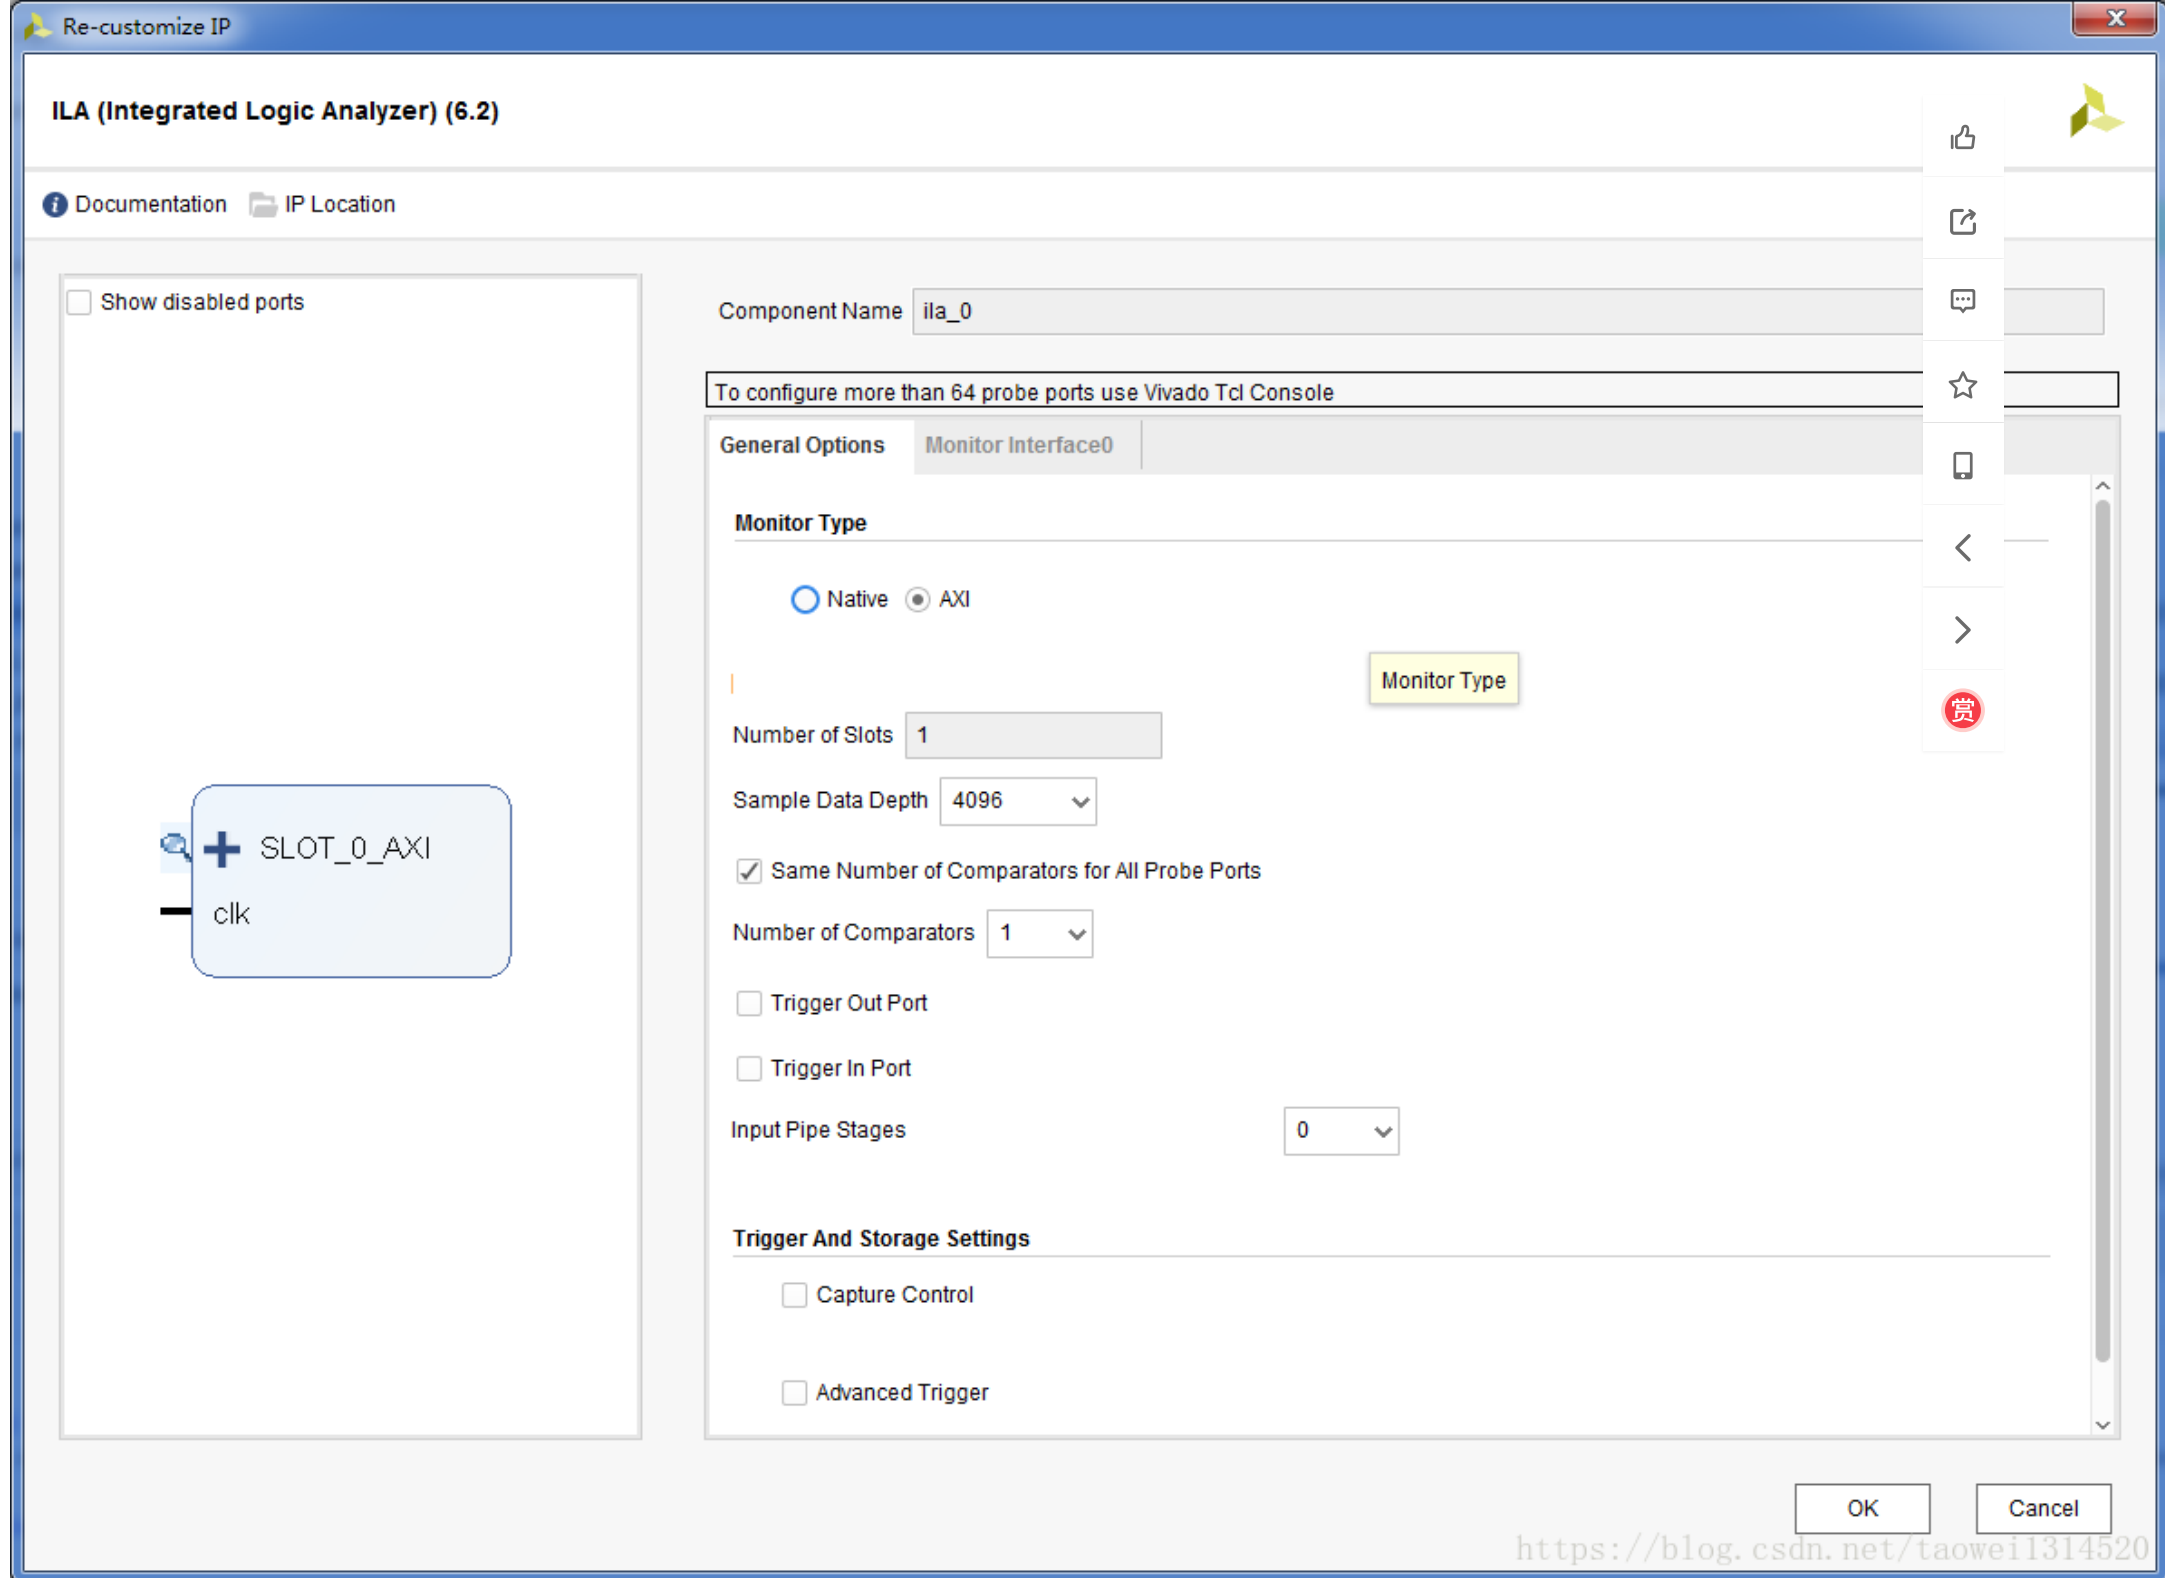 Re-customize IP
ILA (Integrated Logic Analyzer) (6.2)
Documentation IP Location
Show disabled ports
SLOT_0_AXI
clk
Component Name ila_0
To configure more than 64 probe ports use Vivado Tcl Console
General Options Monitor Interface0
Monitor Type
Native AXI
Monitor Type
Number of Slots 1
Sample Data Depth 4096
Same Number of Comparators for All Probe Ports
Number of Comparators 1
Trigger Out Port
Trigger In Port
Input Pipe Stages 0
Trigger And Storage Settings
Capture Control
Advanced Trigger
赏
OK Cancel
https://blog.csdn.net/taowei1314520